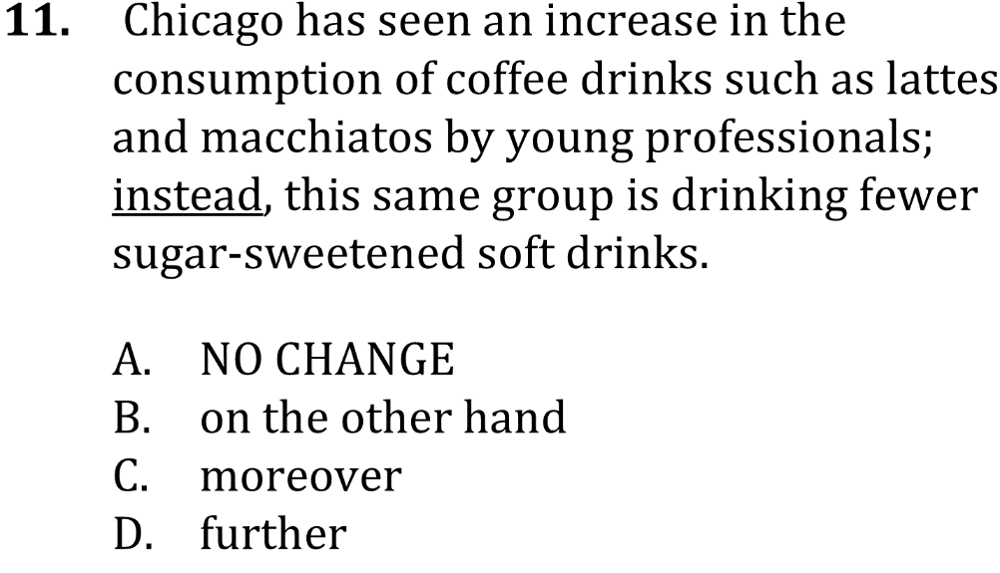 11. Chicago has seen an increase in the
consumption of coffee drinks such as lattes
and macchiatos by young professionals;
instead, this same group is drinking fewer
sugar-sweetened soft drinks.
A. NO CHANGE
B. on the other hand
C. moreover
D. further